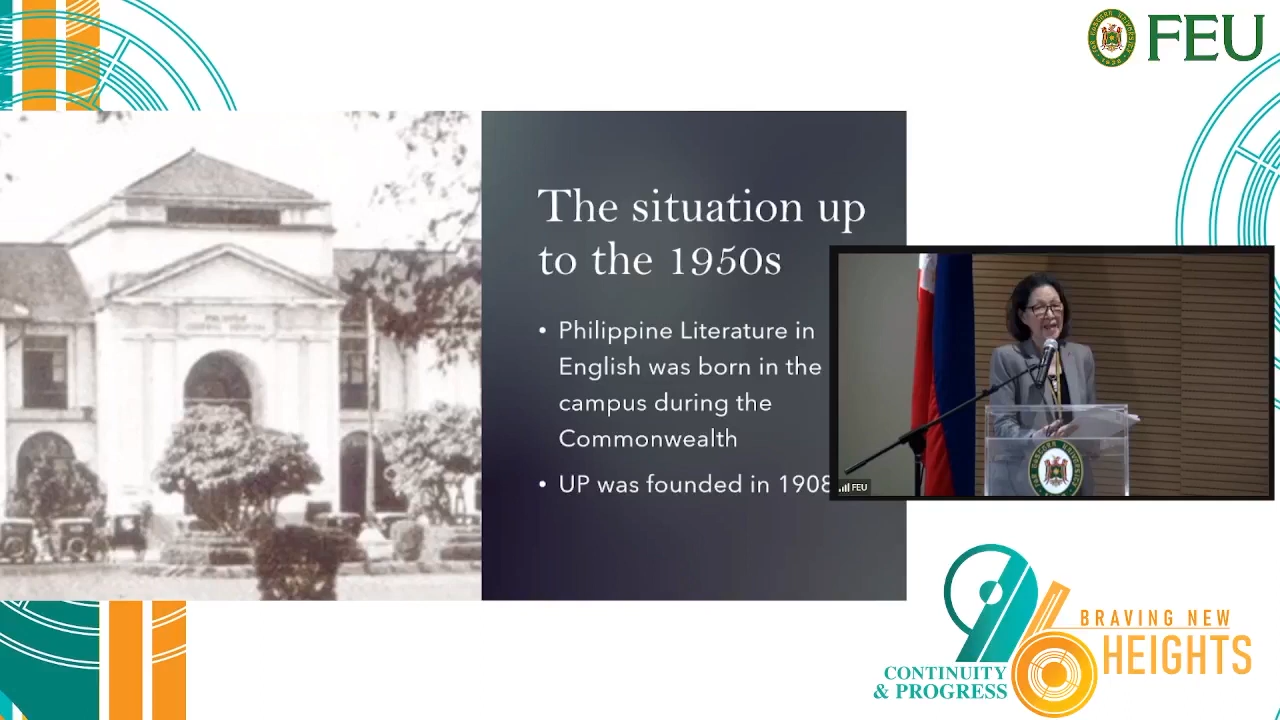 FEU
The situation up
to the 1950s
• Philippine Literature in
English was born in the
campus during the
Commonwealth
• UP was founded in 1908
FEU
96
BRAVING NEW
HEIGHTS
CONTINUITY
& PROGRESS